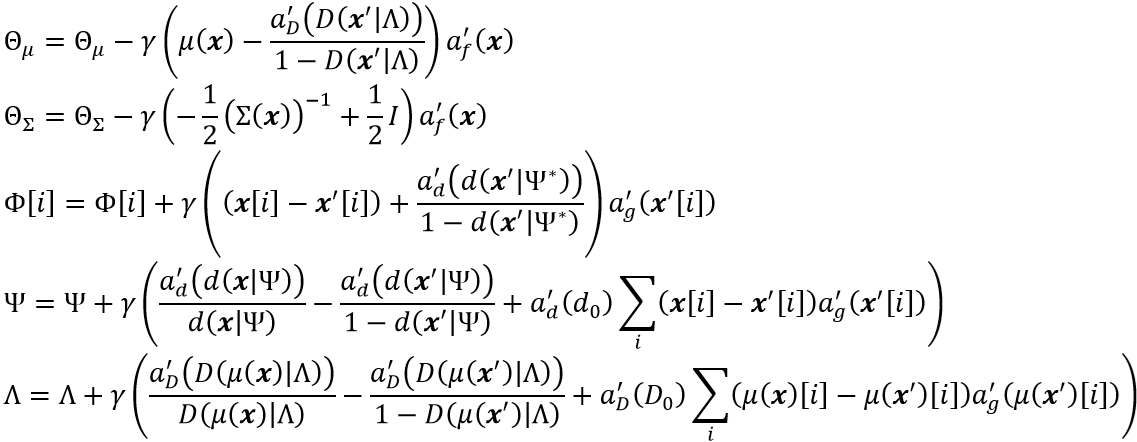 Θ_μ = Θ_μ − γ ( μ(𝒙) − a′_D(D(𝒙′|Λ)) / (1 − D(𝒙′|Λ)) ) a′_f(𝒙)
Θ_Σ = Θ_Σ − γ ( − 1/2 (Σ(𝒙))^{−1} + 1/2 I ) a′_f(𝒙)
Φ[i] = Φ[i] + γ ( (𝒙[i] − 𝒙′[i]) + a′_d(d(𝒙′|Ψ*)) / (1 − d(𝒙′|Ψ*)) ) a′_g(𝒙′[i])
Ψ = Ψ + γ ( a′_d(d(𝒙|Ψ)) / d(𝒙|Ψ) − a′_d(d(𝒙′|Ψ)) / (1 − d(𝒙′|Ψ)) + a′_d(d_0) ∑_i (𝒙[i] − 𝒙′[i]) a′_g(𝒙′[i]) )
Λ = Λ + γ ( a′_D(D(μ(𝒙)|Λ)) / D(μ(𝒙)|Λ) − a′_D(D(μ(𝒙′)|Λ)) / (1 − D(μ(𝒙′)|Λ)) + a′_D(D_0) ∑_i (μ(𝒙)[i] − μ(𝒙′)[i]) a′_g(μ(𝒙′)[i]) )